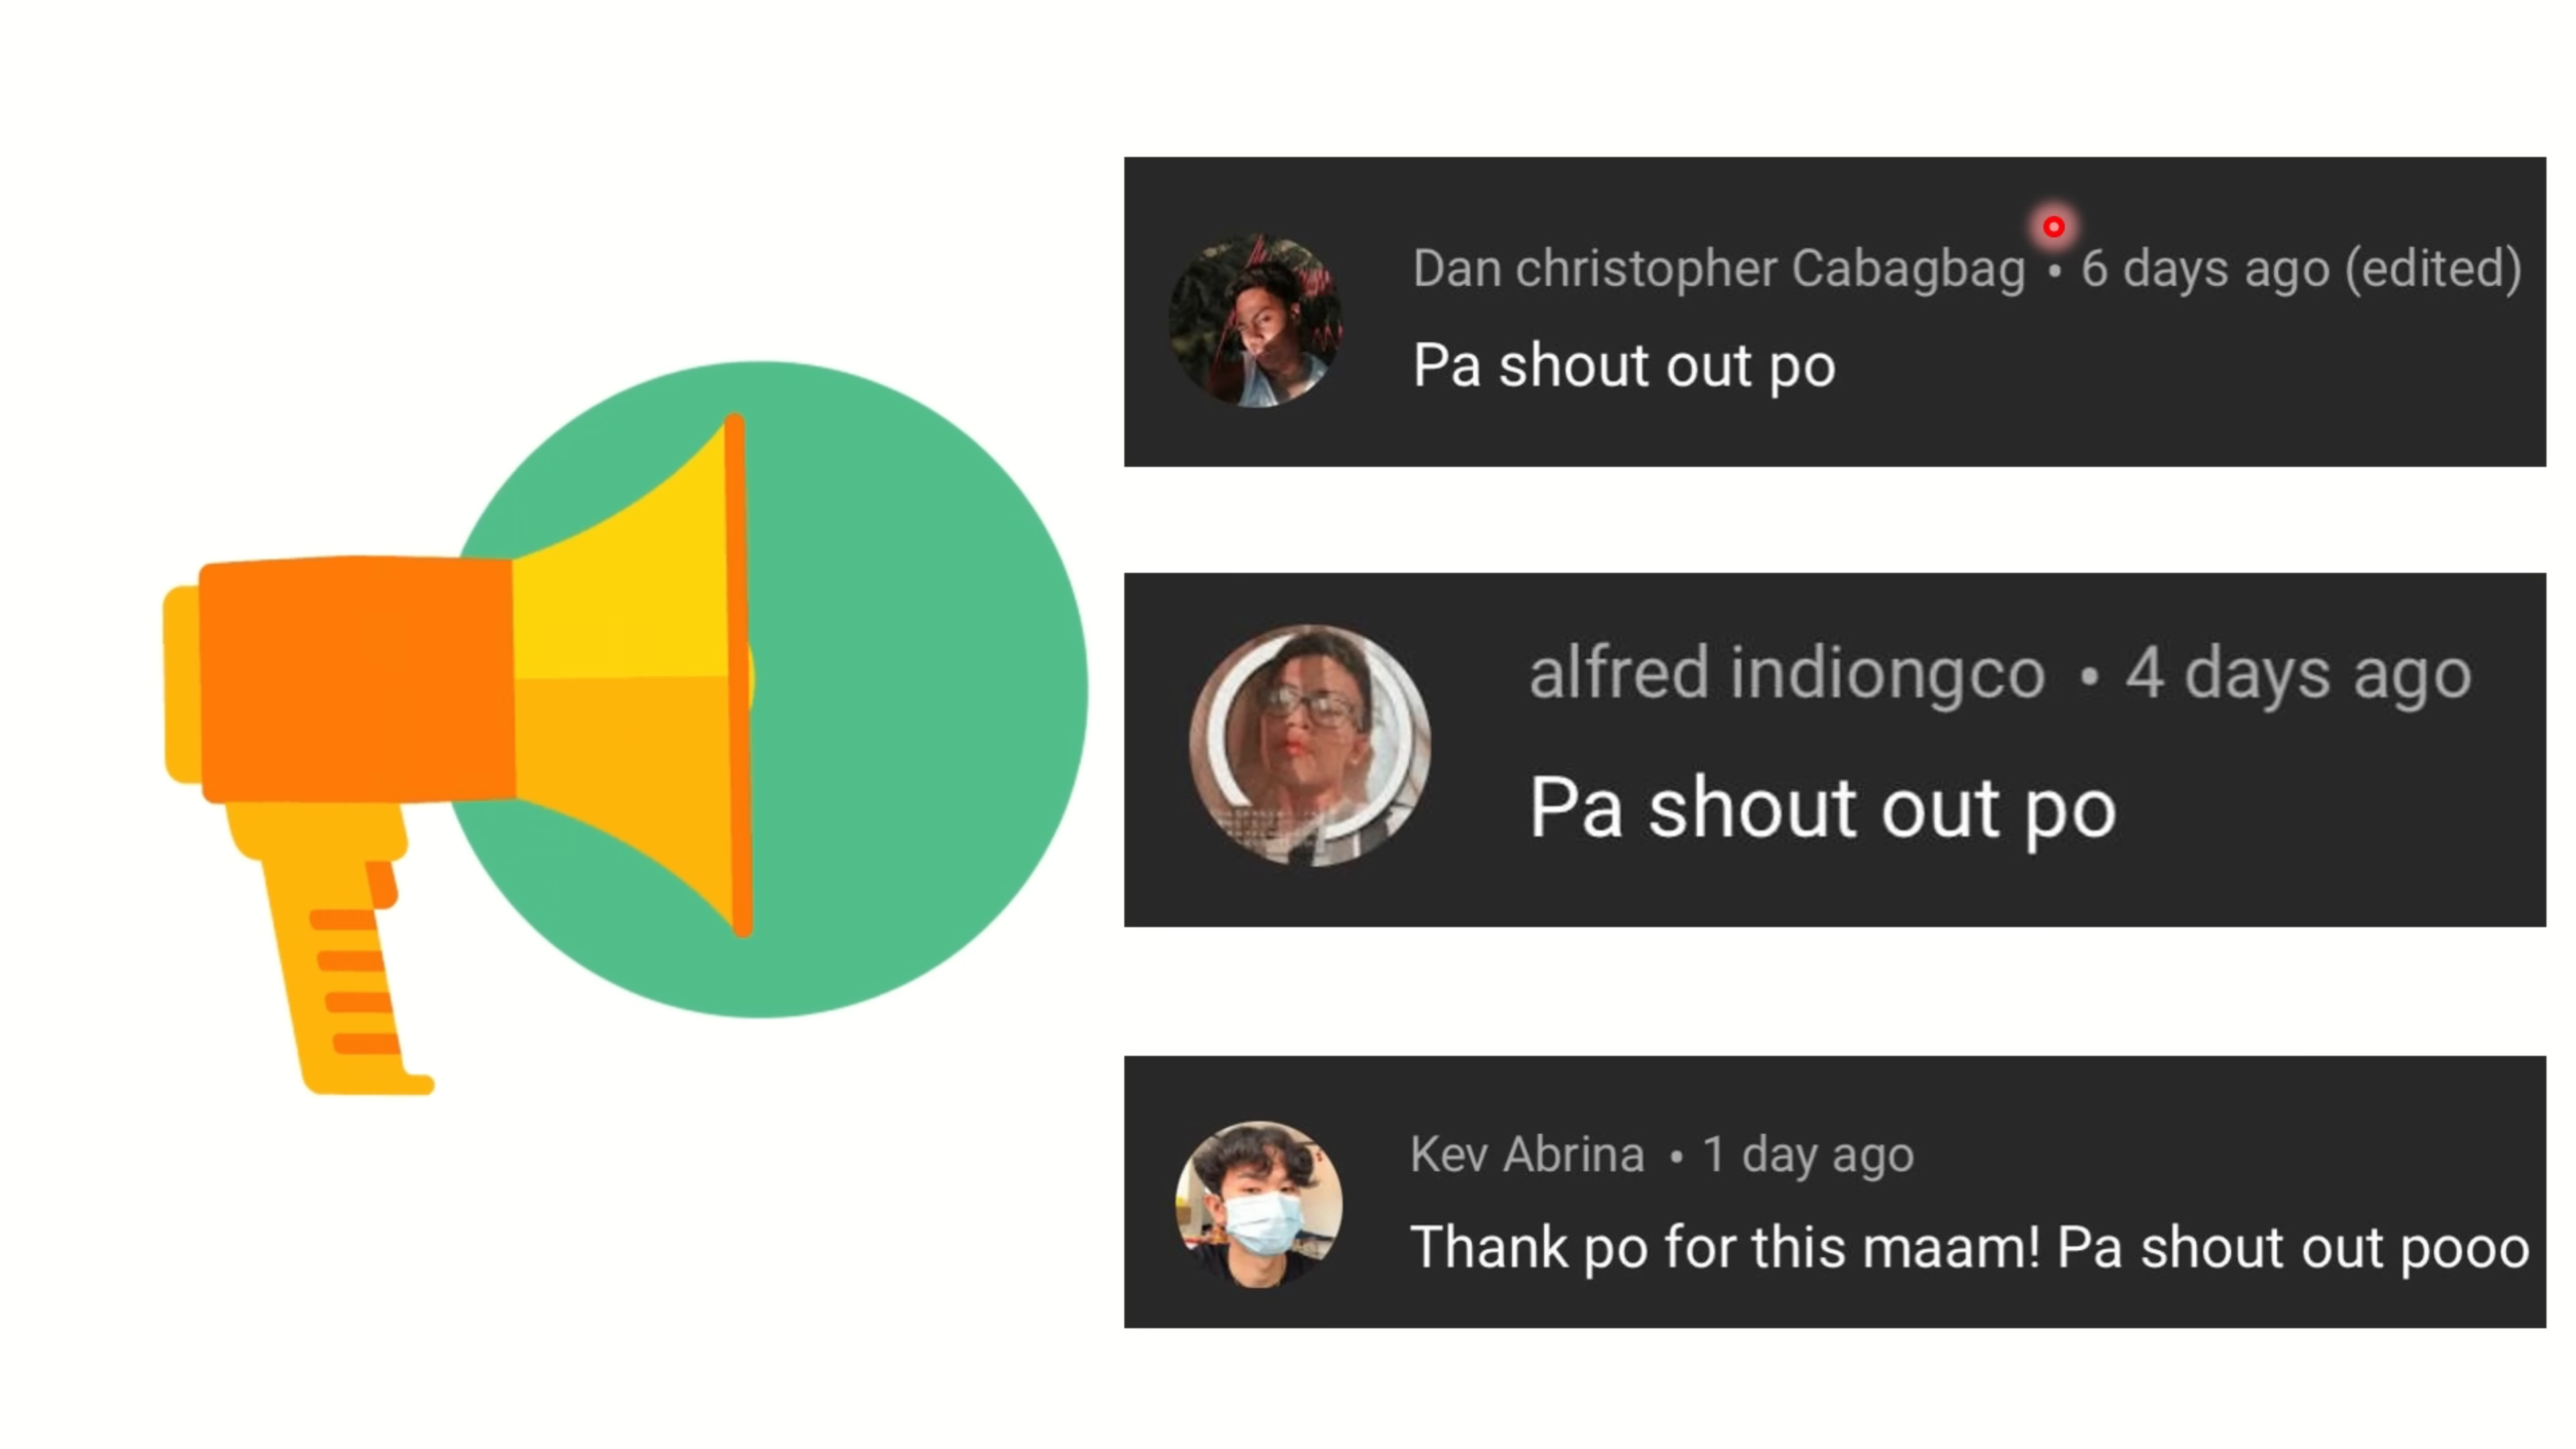 Dan christopher Cabagbag • 6 days ago (edited)
Pa shout out po
alfred indiongco • 4 days ago
Pa shout out po
Kev Abrina • 1 day ago
Thank po for this maam! Pa shout out pooo